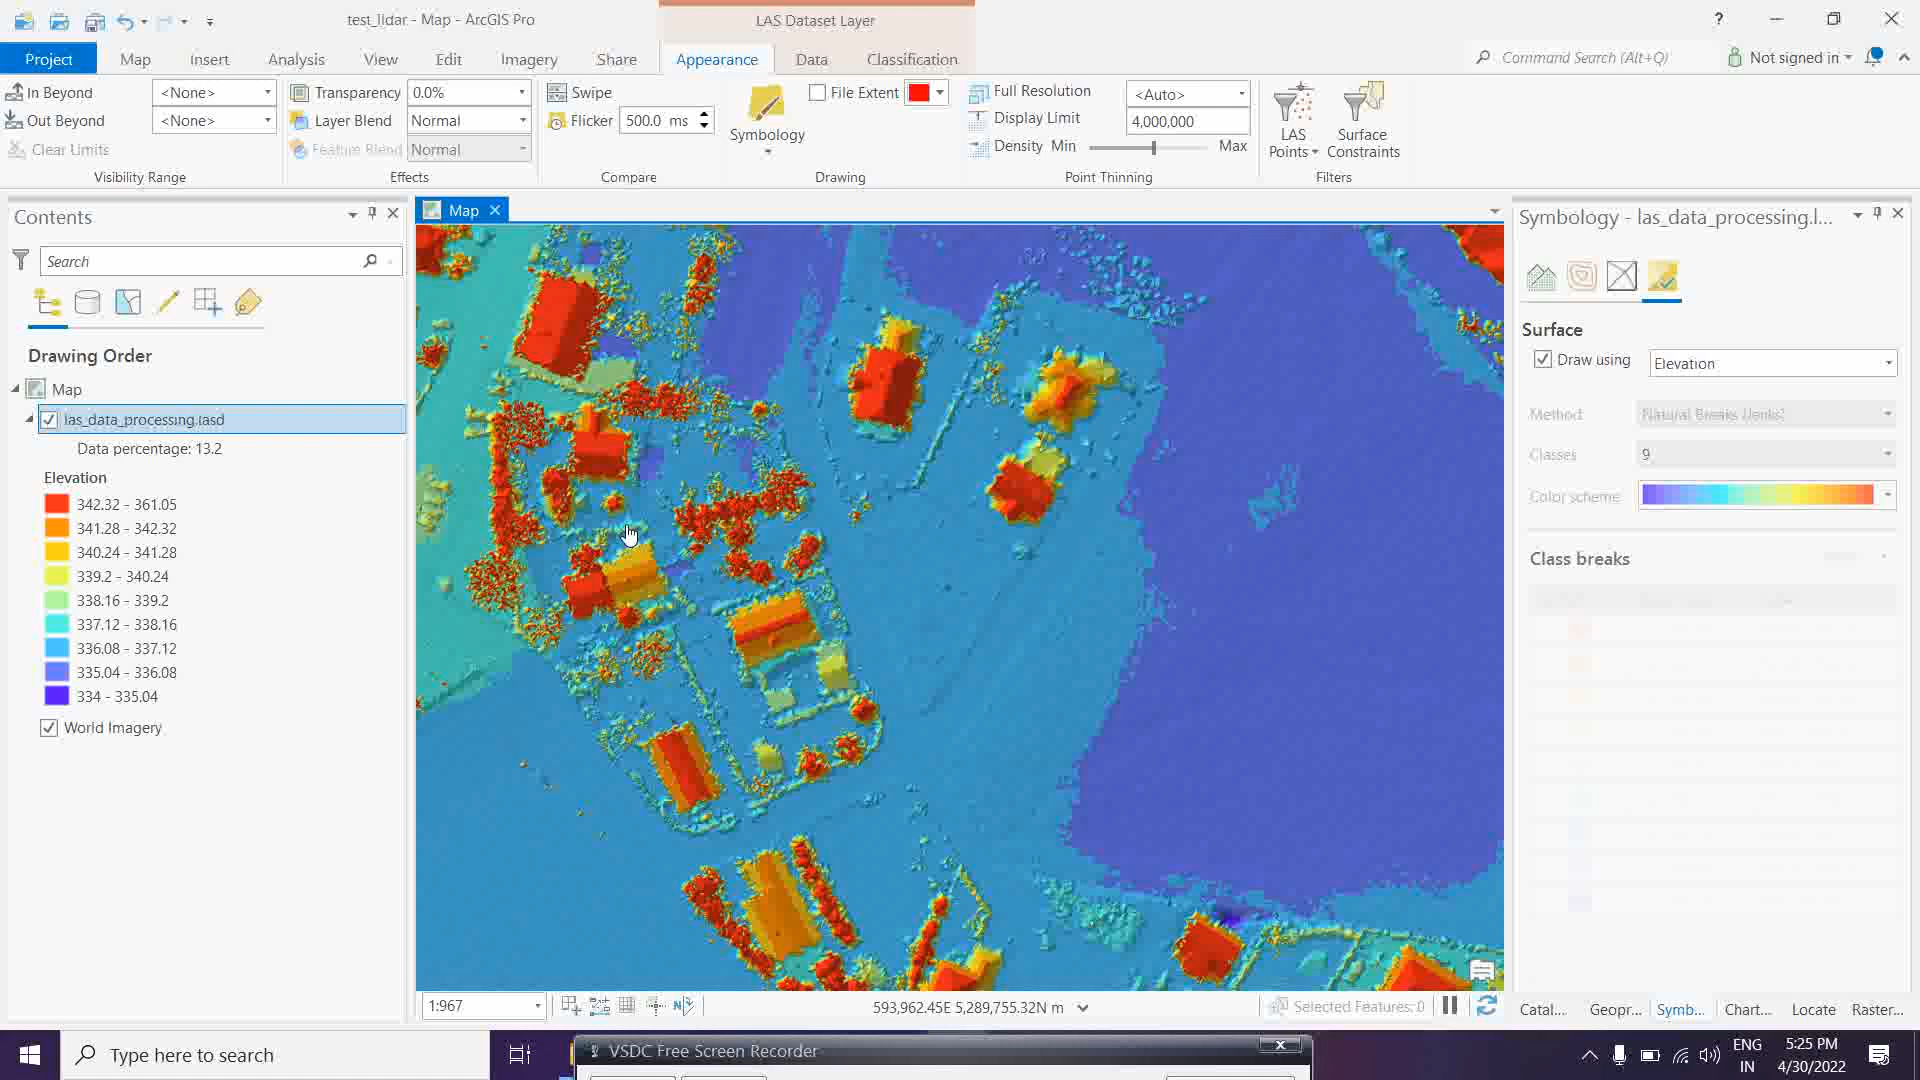 test_lldar - Map - ArcGIS Pro
LAS Dataset Layer
?
Project
Map
Insert
Analysis
View
Edit
Imagery
Share
Appearance
Data
Classification
Command Search (Alt+Q)
Not signed in
In Beyond
<None>
Out Beyond
<None>
Clear Limits
Visibility Range
Transparency
0.0%
Layer Blend
Normal
Feature Blend
Normal
Effects
Swipe
Flicker
500.0 ms
Compare
Symbology
File Extent
Drawing
Full Resolution
<Auto>
Display Limit
4,000,000
Density Min
Max
Point Thinning
LAS
Points
Surface
Constraints
Filters
Contents
Search
Drawing Order
Map
las_data_processing.lasd
Data percentage: 13.2
Elevation
342.32 - 361.05
341.28 - 342.32
340.24 - 341.28
339.2 - 340.24
338.16 - 339.2
337.12 - 338.16
336.08 - 337.12
335.04 - 336.08
334 - 335.04
World Imagery
Map
1:967
593,962.45E 5,289,755.32N m
Selected Features: 0
Symbology - las_data_processing.l...
Surface
Draw using
Elevation
Method
Natural Breaks (Jenks)
Classes
9
Color scheme
Class breaks
Catal...
Geopr...
Symb...
Chart...
Locate
Raster...
Type here to search
VSDC Free Screen Recorder
ENG
IN
5:25 PM
4/30/2022